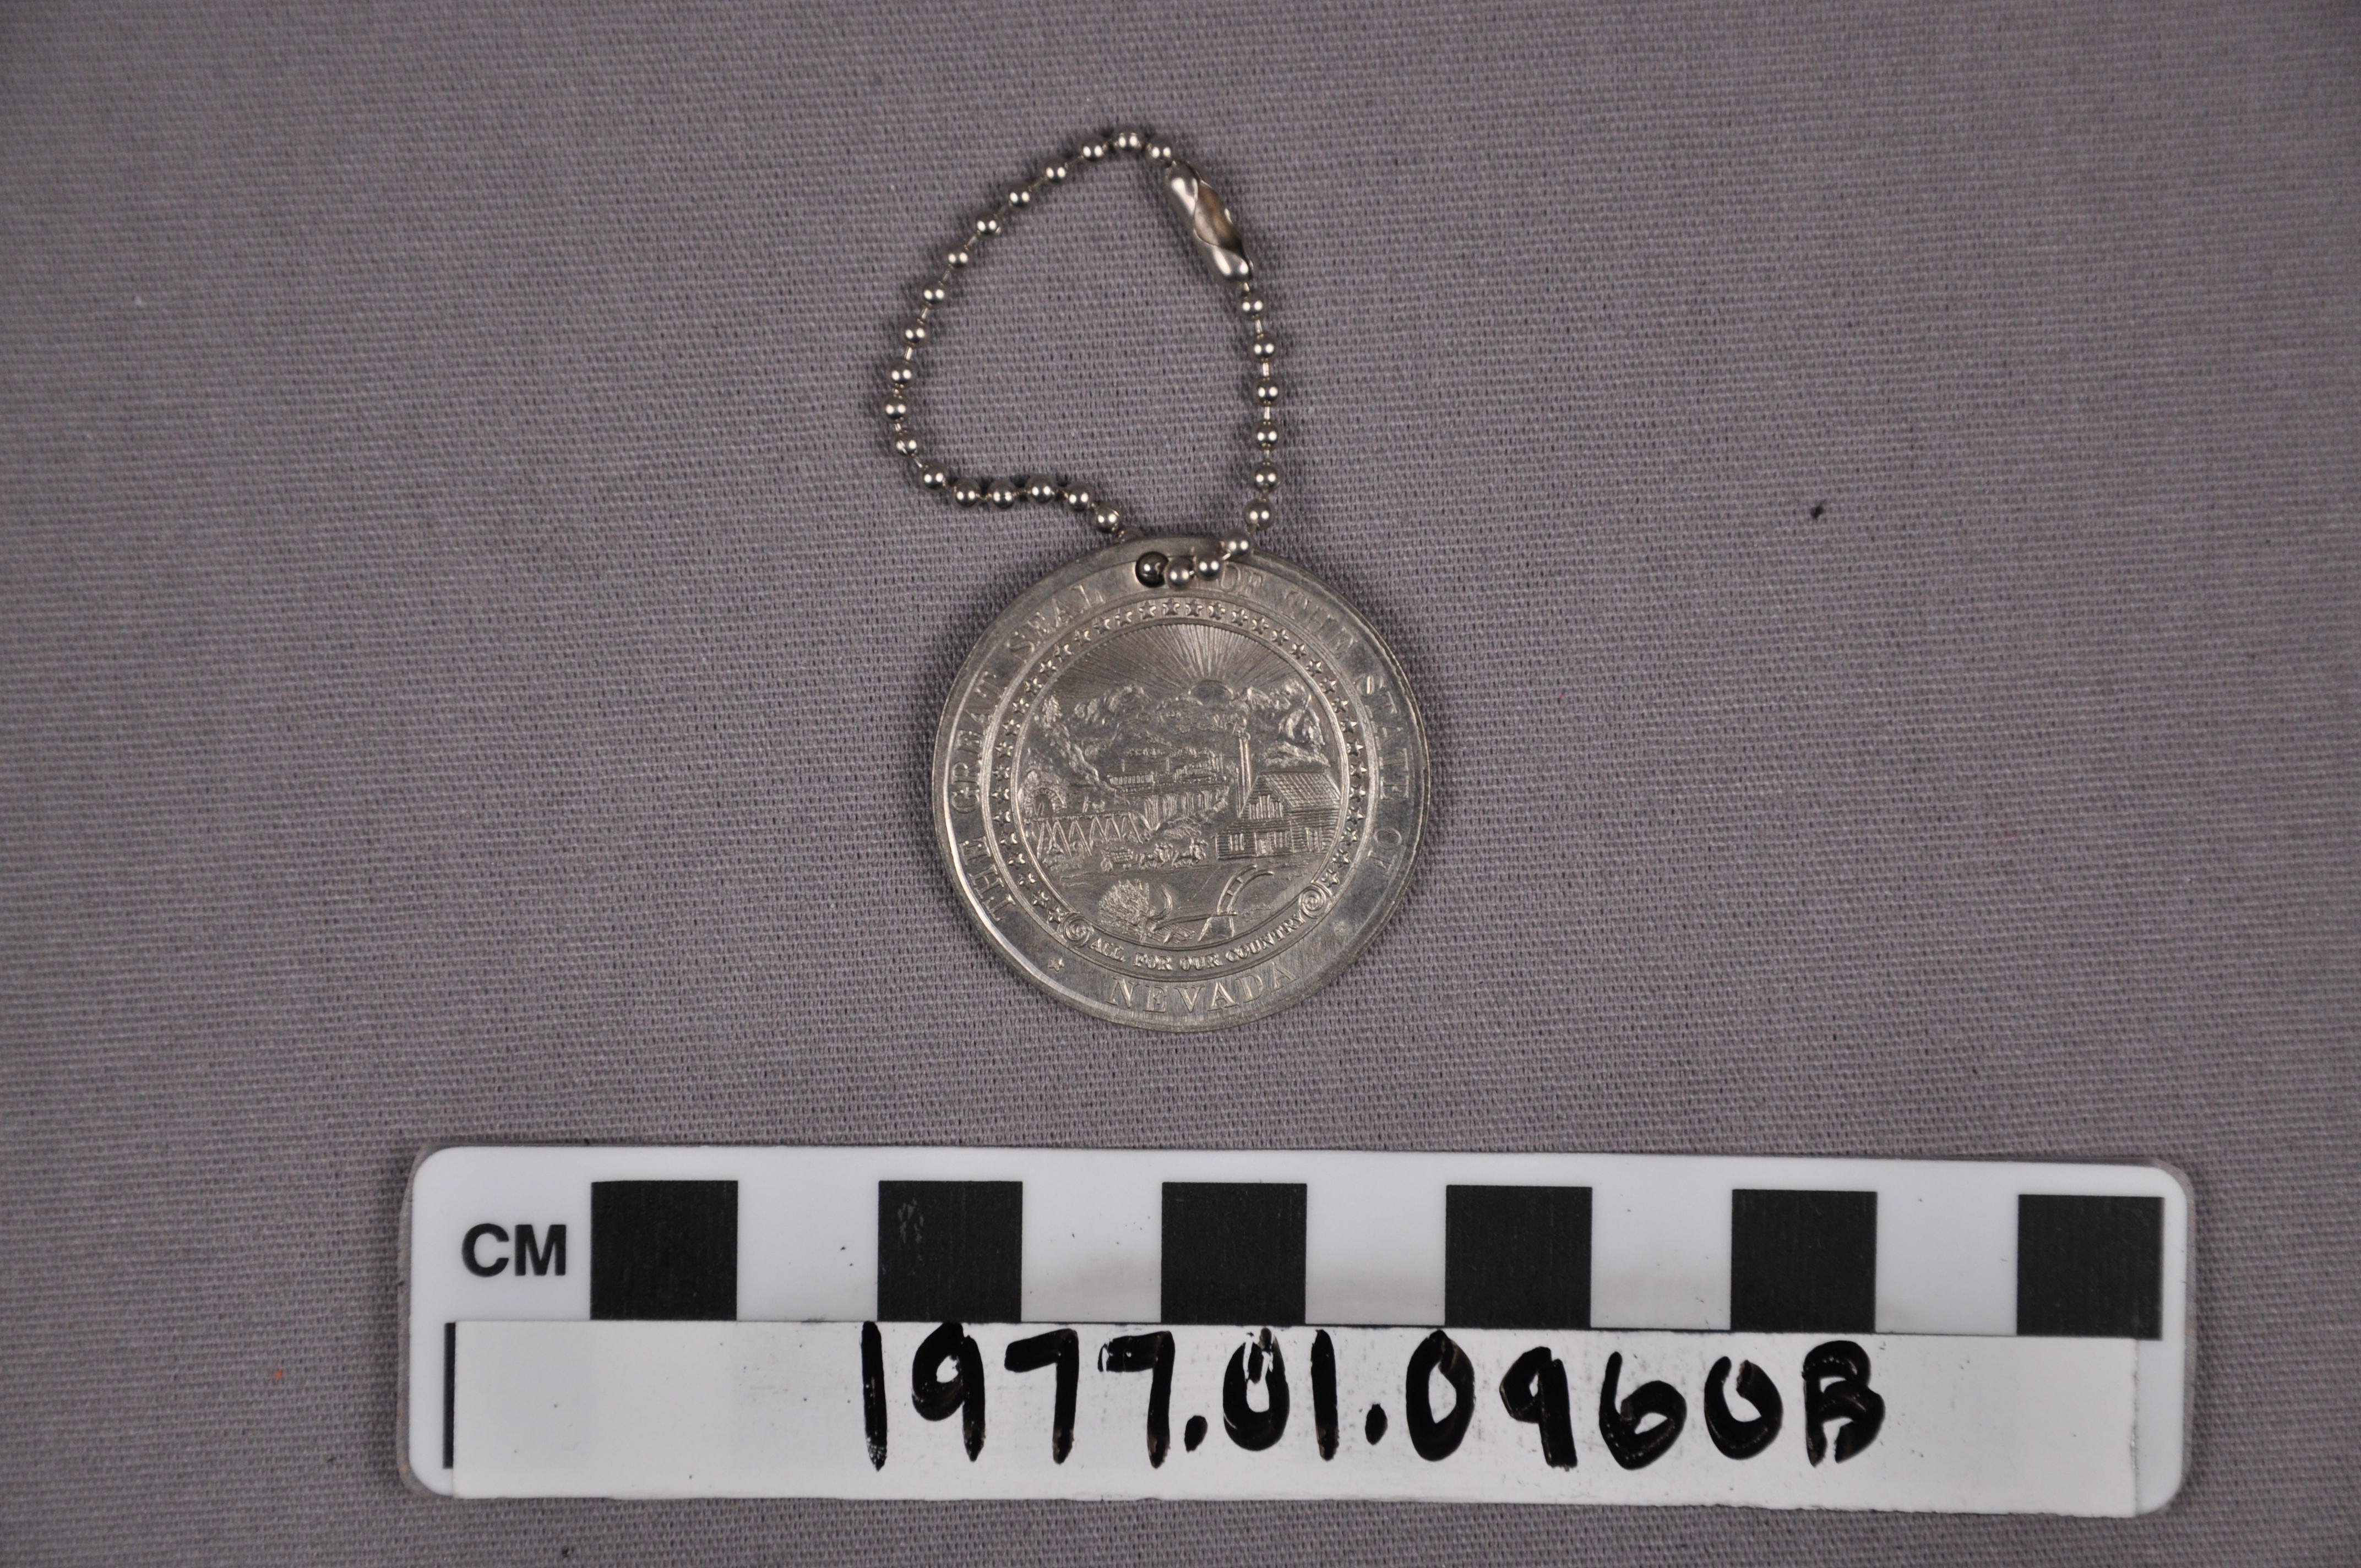 THE GREAT SEAL OF THE STATE OF
ALL FOR OUR COUNTRY
NEVADA
CM
1977.01.0960B